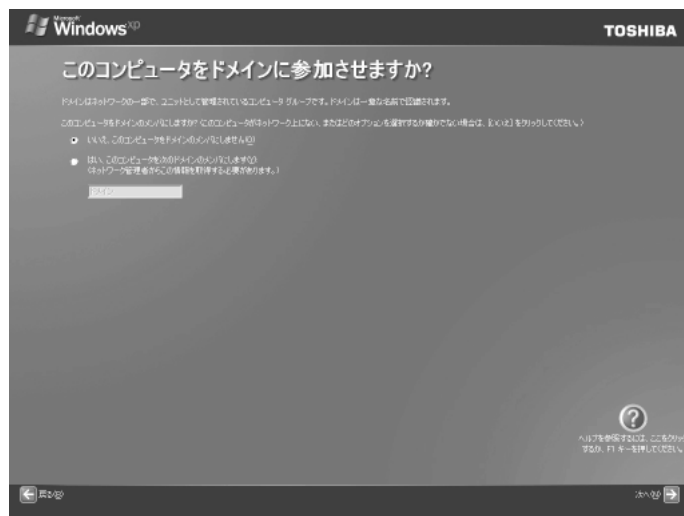 Microsoft
Windows xp
TOSHIBA
このコンピュータをドメインに参加させますか?
ドメインはネットワークの一部で、ユニットとして管理されているコンピュータ グループです。ドメインは一意な名前で認識されます。
このコンピュータをドメインのメンバにしますか? (このコンピュータがネットワーク上にない、またはどのオプションを選択するか確かでない場合は、[いいえ] をクリックしてください。)
いいえ、このコンピュータをドメインのメンバにしません(O)
はい、このコンピュータを次のドメインのメンバにします(Y)
(ネットワーク管理者からこの情報を取得する必要があります。)
ドメイン
ヘルプを参照するには、ここをクリック
するか、F1 キーを押してください。
戻る(B)
次へ(N)